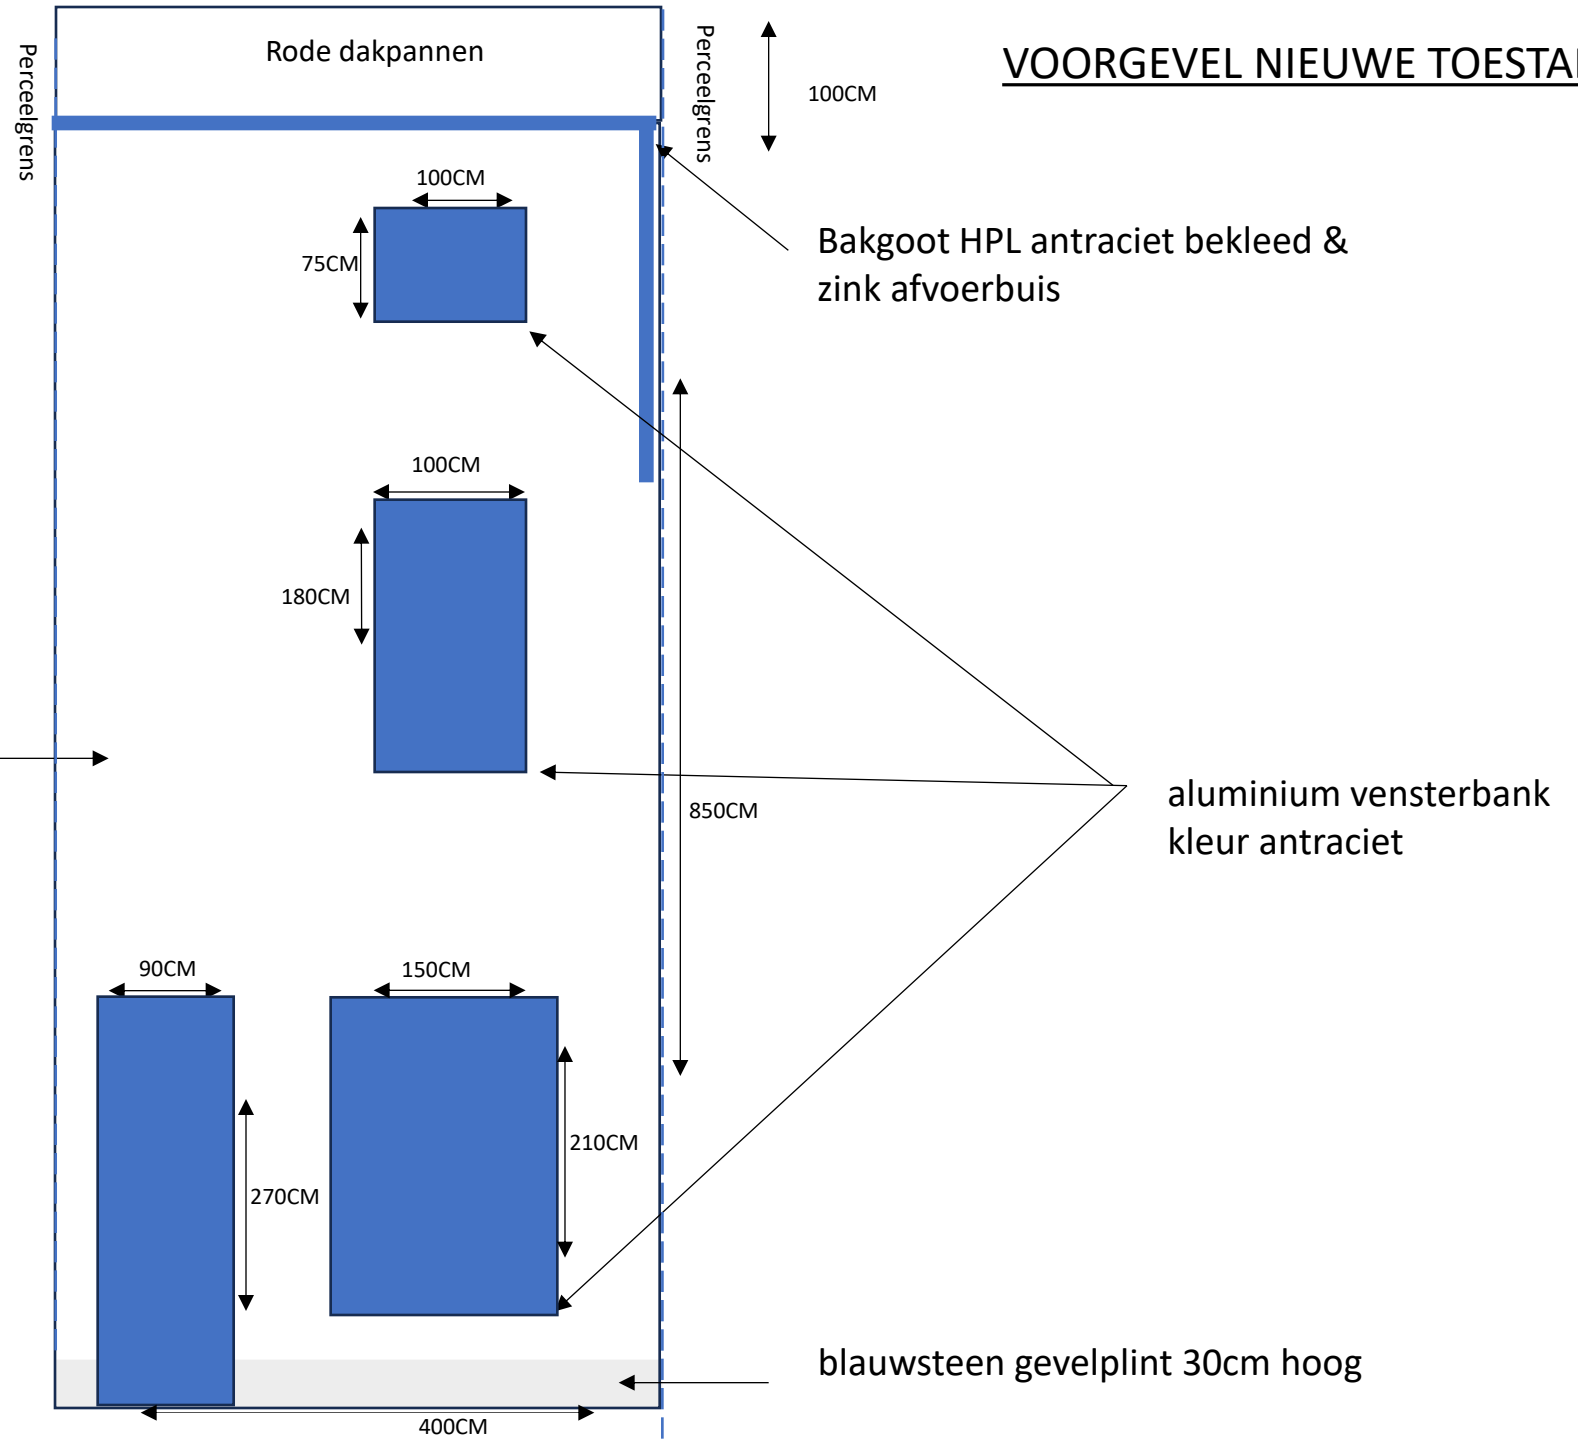 Rode dakpannen
Perceelgrens
Perceelgrens
100CM
VOORGEVEL NIEUWE TOESTA
100CM
75CM
Bakgoot HPL antraciet bekleed &
zink afvoerbuis
100CM
180CM
850CM
aluminium vensterbank
kleur antraciet
90CM
150CM
210CM
270CM
blauwsteen gevelplint 30cm hoog
400CM